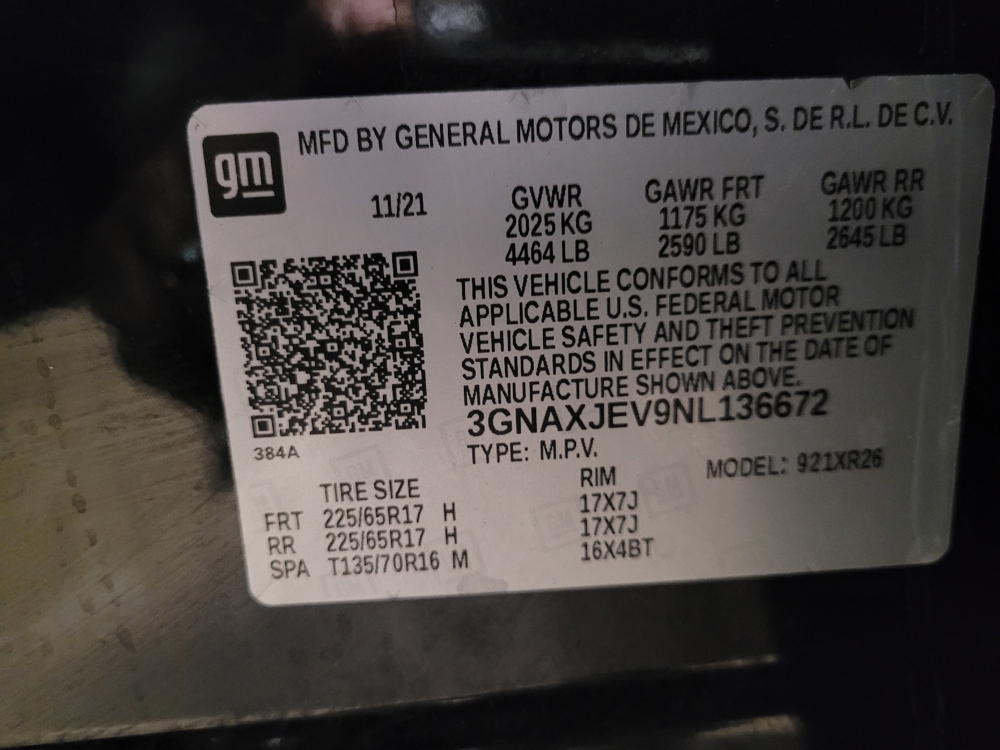 gm
MFD BY GENERAL MOTORS DE MEXICO, S. DE R.L. DE C.V.
11/21
GVWR GAWR FRT GAWR RR
2025 KG 1175 KG 1200 KG
4464 LB 2590 LB 2645 LB
THIS VEHICLE CONFORMS TO ALL
APPLICABLE U.S. FEDERAL MOTOR
VEHICLE SAFETY AND THEFT PREVENTION
STANDARDS IN EFFECT ON THE DATE OF
MANUFACTURE SHOWN ABOVE.
3GNAXJEV9NL136672
384A
TYPE: M.P.V. MODEL: 921XR26
TIRE SIZE RIM
FRT 225/65R17 H 17X7J
RR 225/65R17 H 17X7J
SPA T135/70R16 M 16X4BT